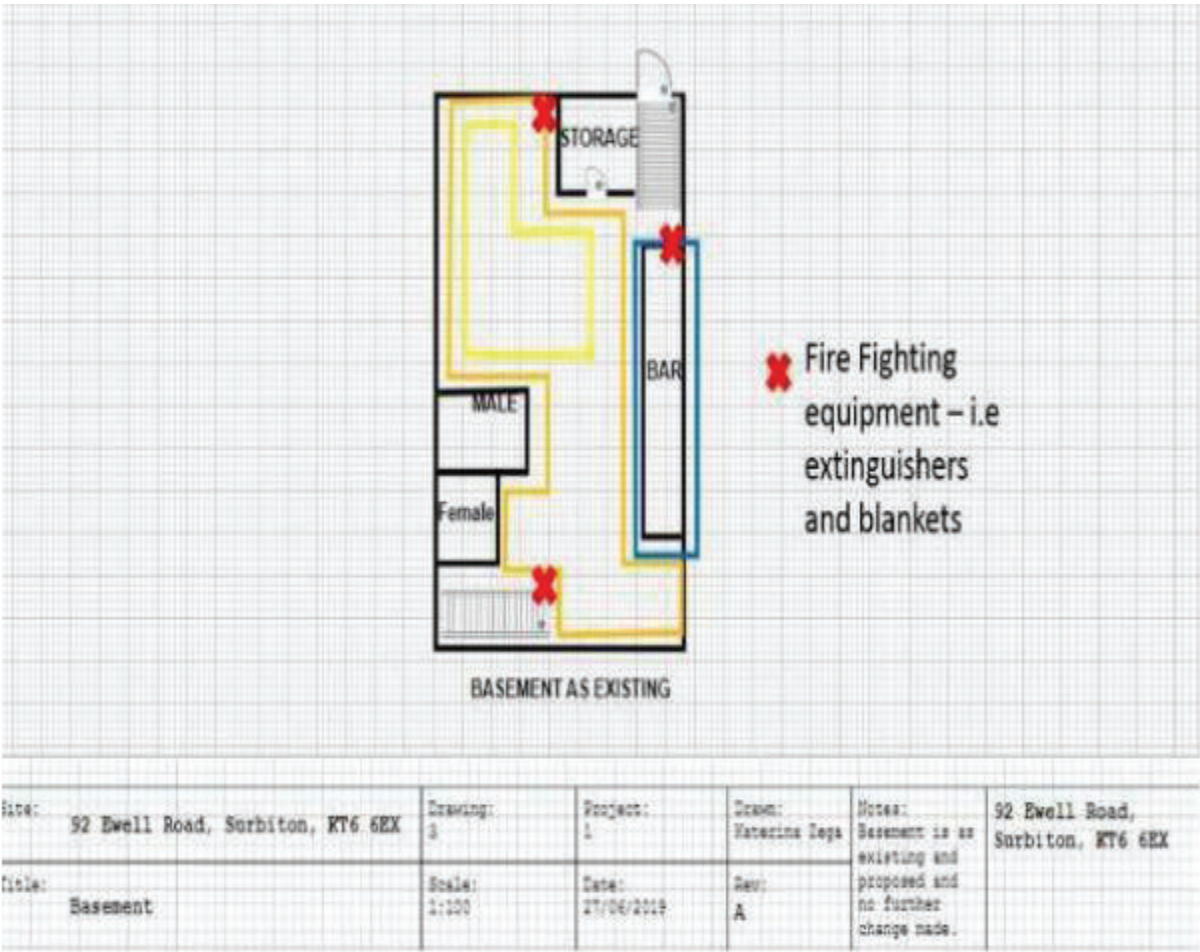 STORAGE
BAR
MALE
Female
Fire Fighting
equipment – i.e
extinguishers
and blankets
BASEMENT AS EXISTING
Site:
92 Ewell Road, Surbiton, KT6 6EX
Drawing:
3
Project:
1
Drawn:
Katerina Zega
Notes:
Basement is as
existing and
proposed and
no further
change made.
92 Ewell Road,
Surbiton, KT6 6EX
Title:
Basement
Scale:
1:100
Date:
27/06/2019
Rev:
A